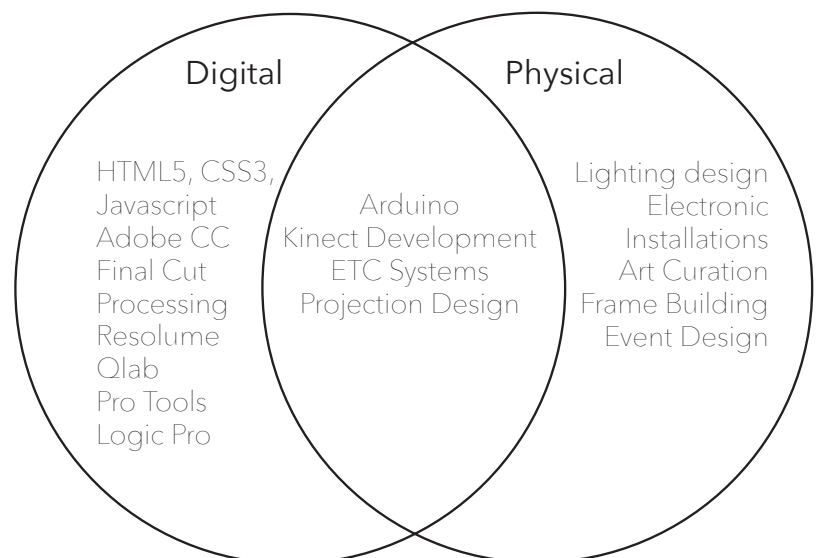 Digital
HTML5, CSS3,
Javascript
Adobe CC
Final Cut
Processing
Resolume
Qlab
Pro Tools
Logic Pro
Arduino
Kinect Development
ETC Systems
Projection Design
Physical
Lighting design
Electronic
Installations
Art Curation
Frame Building
Event Design